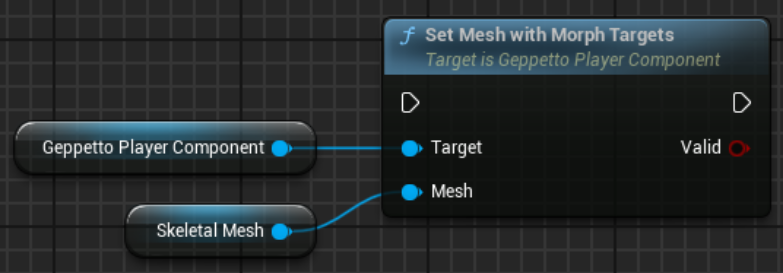 f Set Mesh with Morph Targets
Target is Geppetto Player Component
Geppetto Player Component
Target
Valid
Mesh
Skeletal Mesh